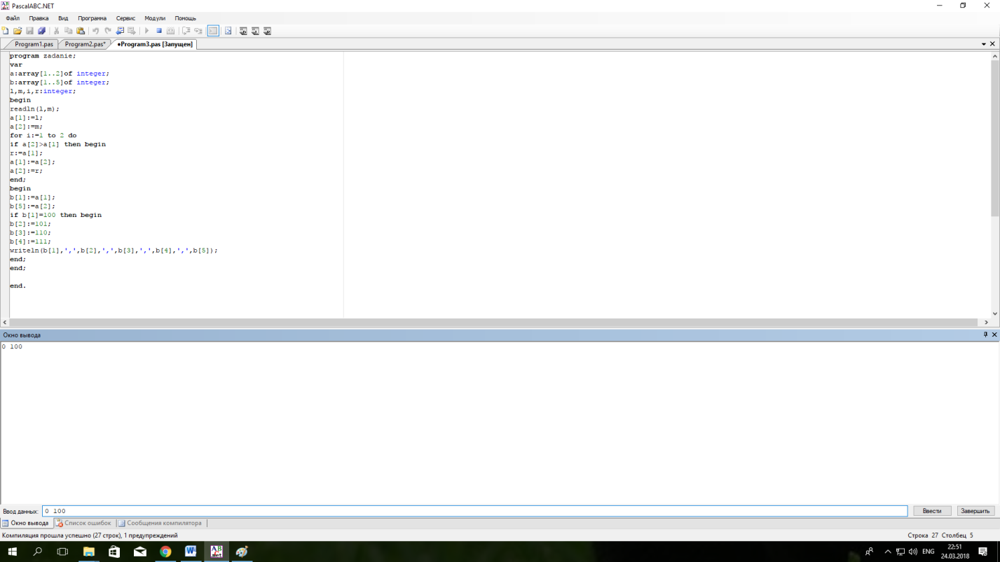 PascalABC.NET
Файл Правка Вид Программа Сервис Модули Помощь
Program1.pas Program2.pas* •Program3.pas [Запущен]
program zadanie;
var
a:array[1..2]of integer;
b:array[1..5]of integer;
l,m,i,r:integer;
begin
readln(l,m);
a[1]:=l;
a[2]:=m;
for i:=1 to 2 do
if a[2]>a[1] then begin
r:=a[1];
a[1]:=a[2];
a[2]:=r;
end;
begin
b[1]:=a[1];
b[5]:=a[2];
if b[1]=100 then begin
b[2]:=101;
b[3]:=110;
b[4]:=111;
writeln(b[1],',',b[2],',',b[3],',',b[4],',',b[5]);
end;
end;
end.
Окно вывода
0 100
Ввод данных: 0 100 Ввести Завершить
Окно вывода Список ошибок Сообщения компилятора
Компиляция прошла успешно (27 строк), 1 предупреждений Строка 27 Столбец 5
ENG 22:51
24.03.2018